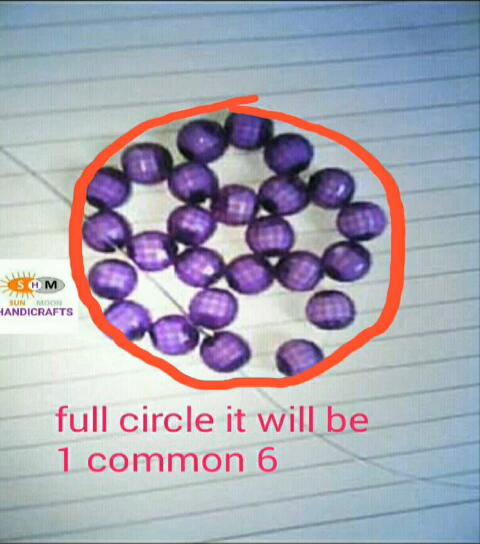 S H M
SUN MOON
HANDICRAFTS
full circle it will be
1 common 6